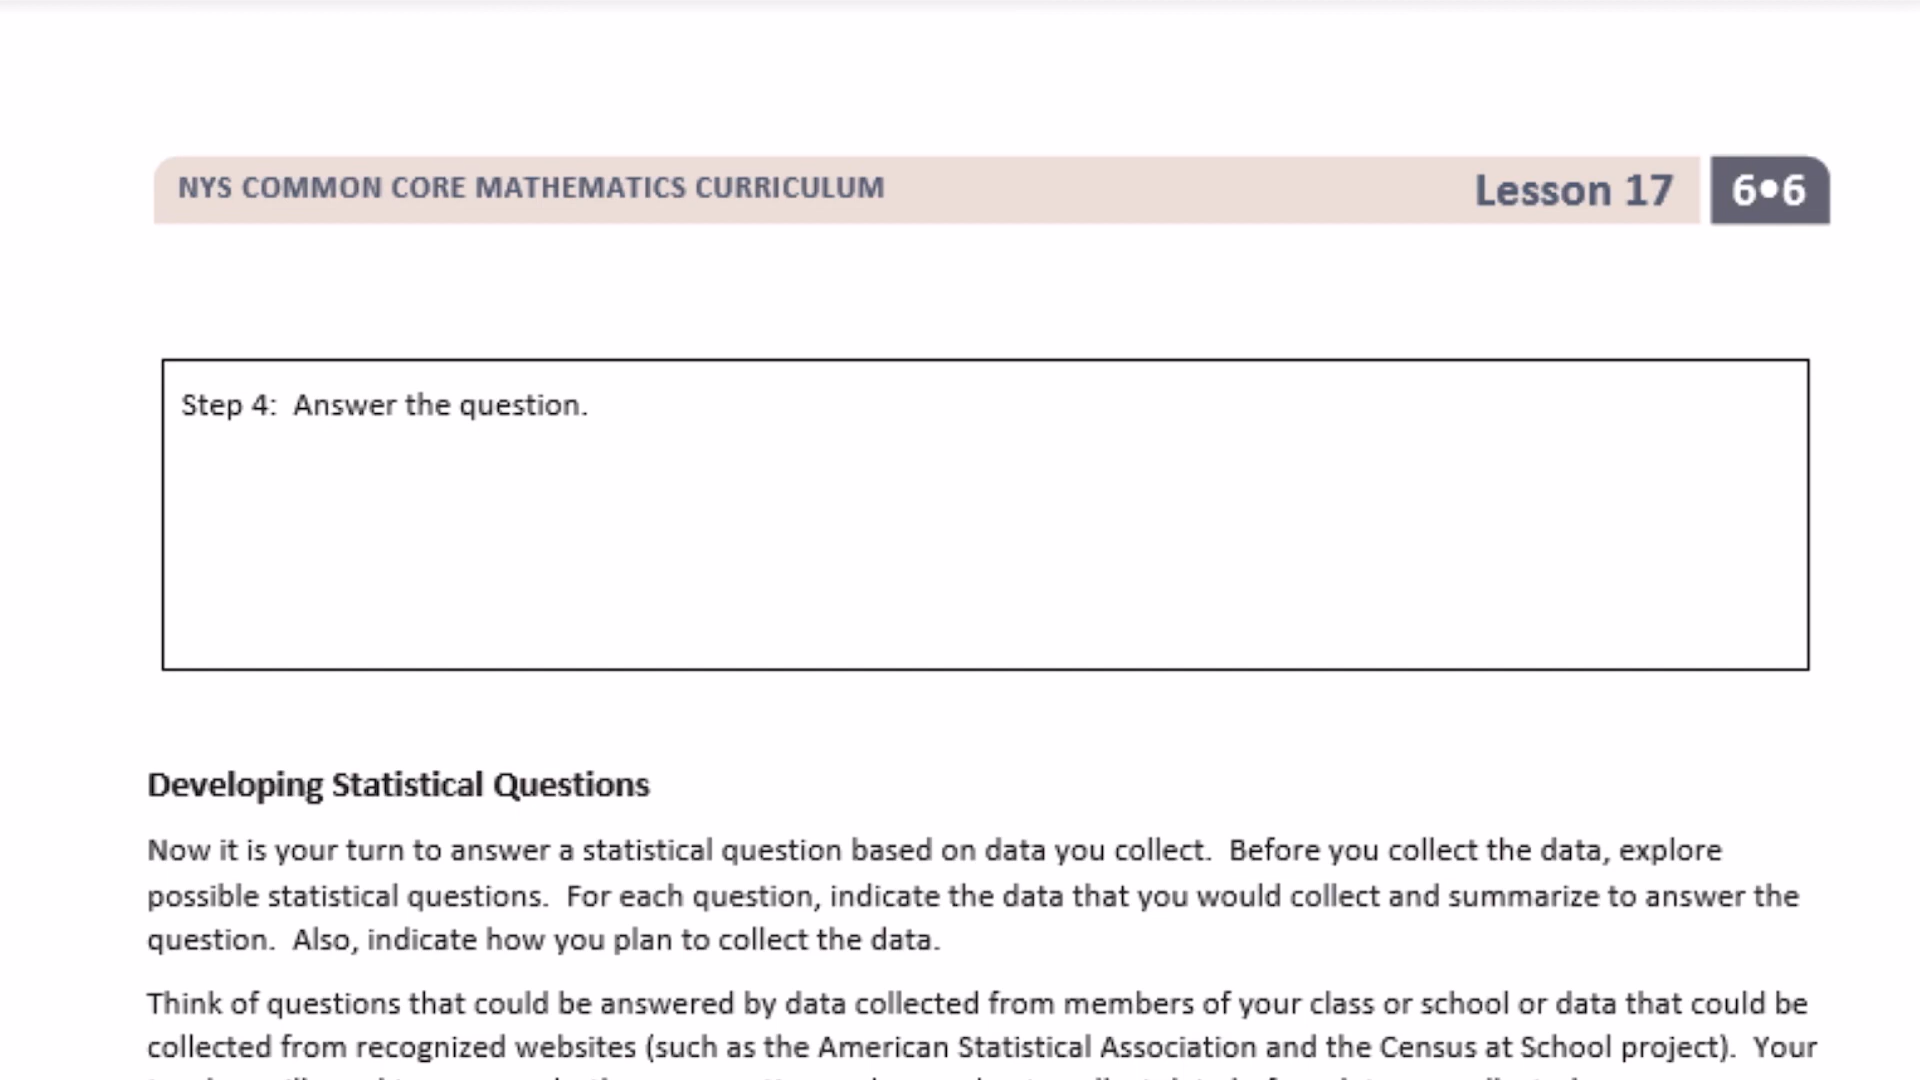 NYS COMMON CORE MATHEMATICS CURRICULUM
Lesson 17
6•6
Step 4:  Answer the question.
Developing Statistical Questions
Now it is your turn to answer a statistical question based on data you collect.  Before you collect the data, explore
possible statistical questions.  For each question, indicate the data that you would collect and summarize to answer the
question.  Also, indicate how you plan to collect the data.
Think of questions that could be answered by data collected from members of your class or school or data that could be
collected from recognized websites (such as the American Statistical Association and the Census at School project).  Your